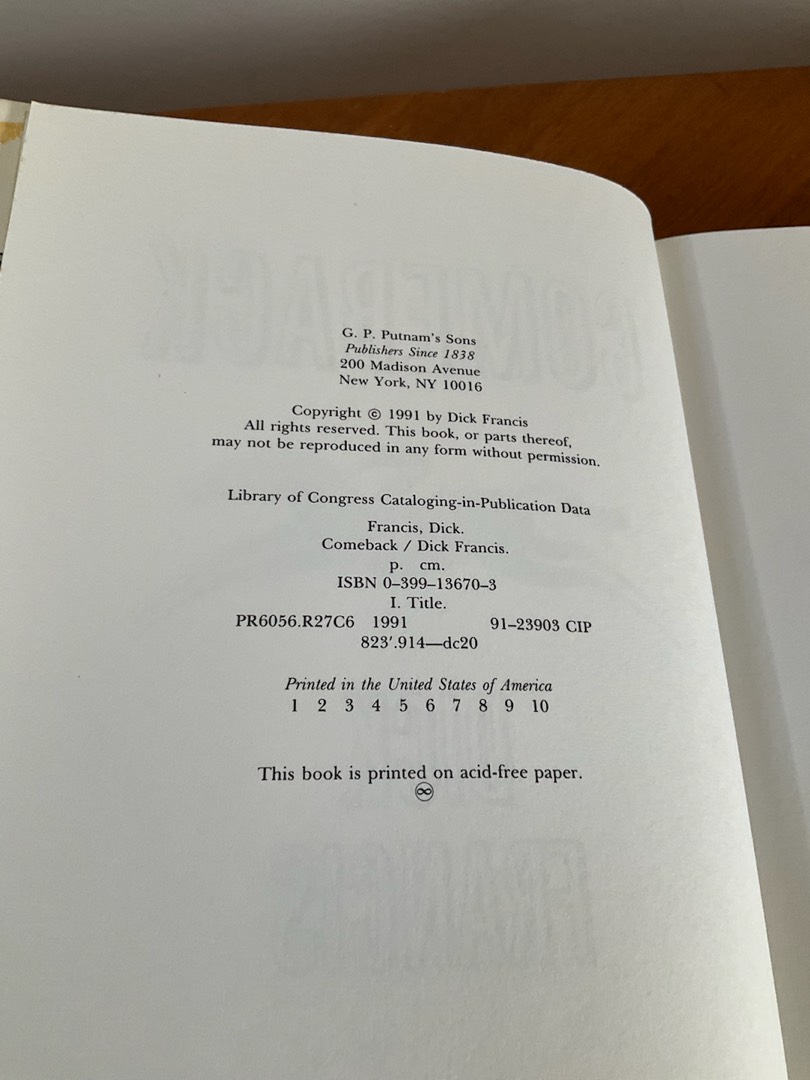 G. P. Putnam's Sons
Publishers Since 1838
200 Madison Avenue
New York, NY 10016
Copyright © 1991 by Dick Francis
All rights reserved. This book, or parts thereof,
may not be reproduced in any form without permission.
Library of Congress Cataloging-in-Publication Data
Francis, Dick.
Comeback / Dick Francis.
p. cm.
ISBN 0–399–13670–3
I. Title.
PR6056.R27C6 1991 91–23903 CIP
823′.914—dc20
Printed in the United States of America
1 2 3 4 5 6 7 8 9 10
This book is printed on acid-free paper.
♾